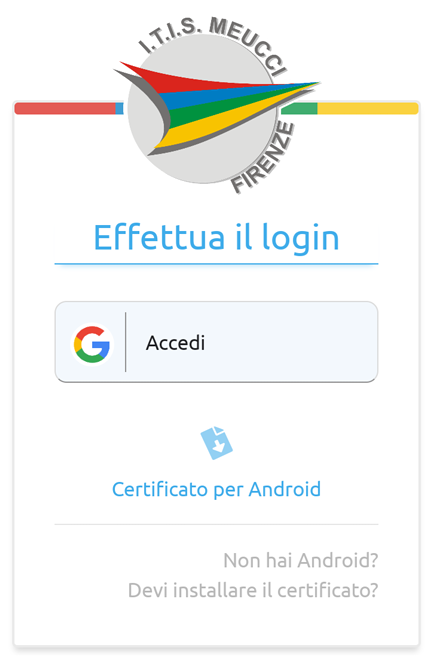 I.T.I.S. MEUCCI
FIRENZE
Effettua il login
Accedi
Certificato per Android
Non hai Android?
Devi installare il certificato?